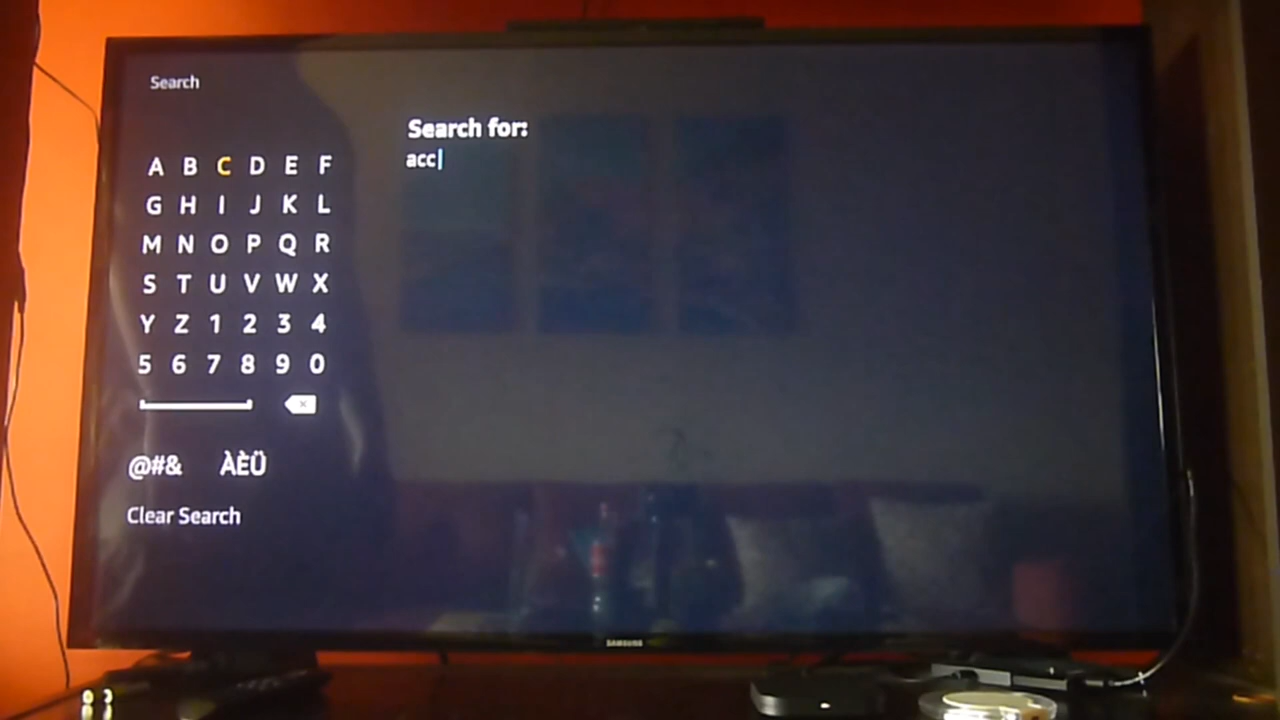 Search
Search for:
acc
A B C D E F
G H I J K L
M N O P Q R
S T U V W X
Y Z 1 2 3 4
5 6 7 8 9 0
@#& ÀÈÜ
Clear Search
SAMSUNG